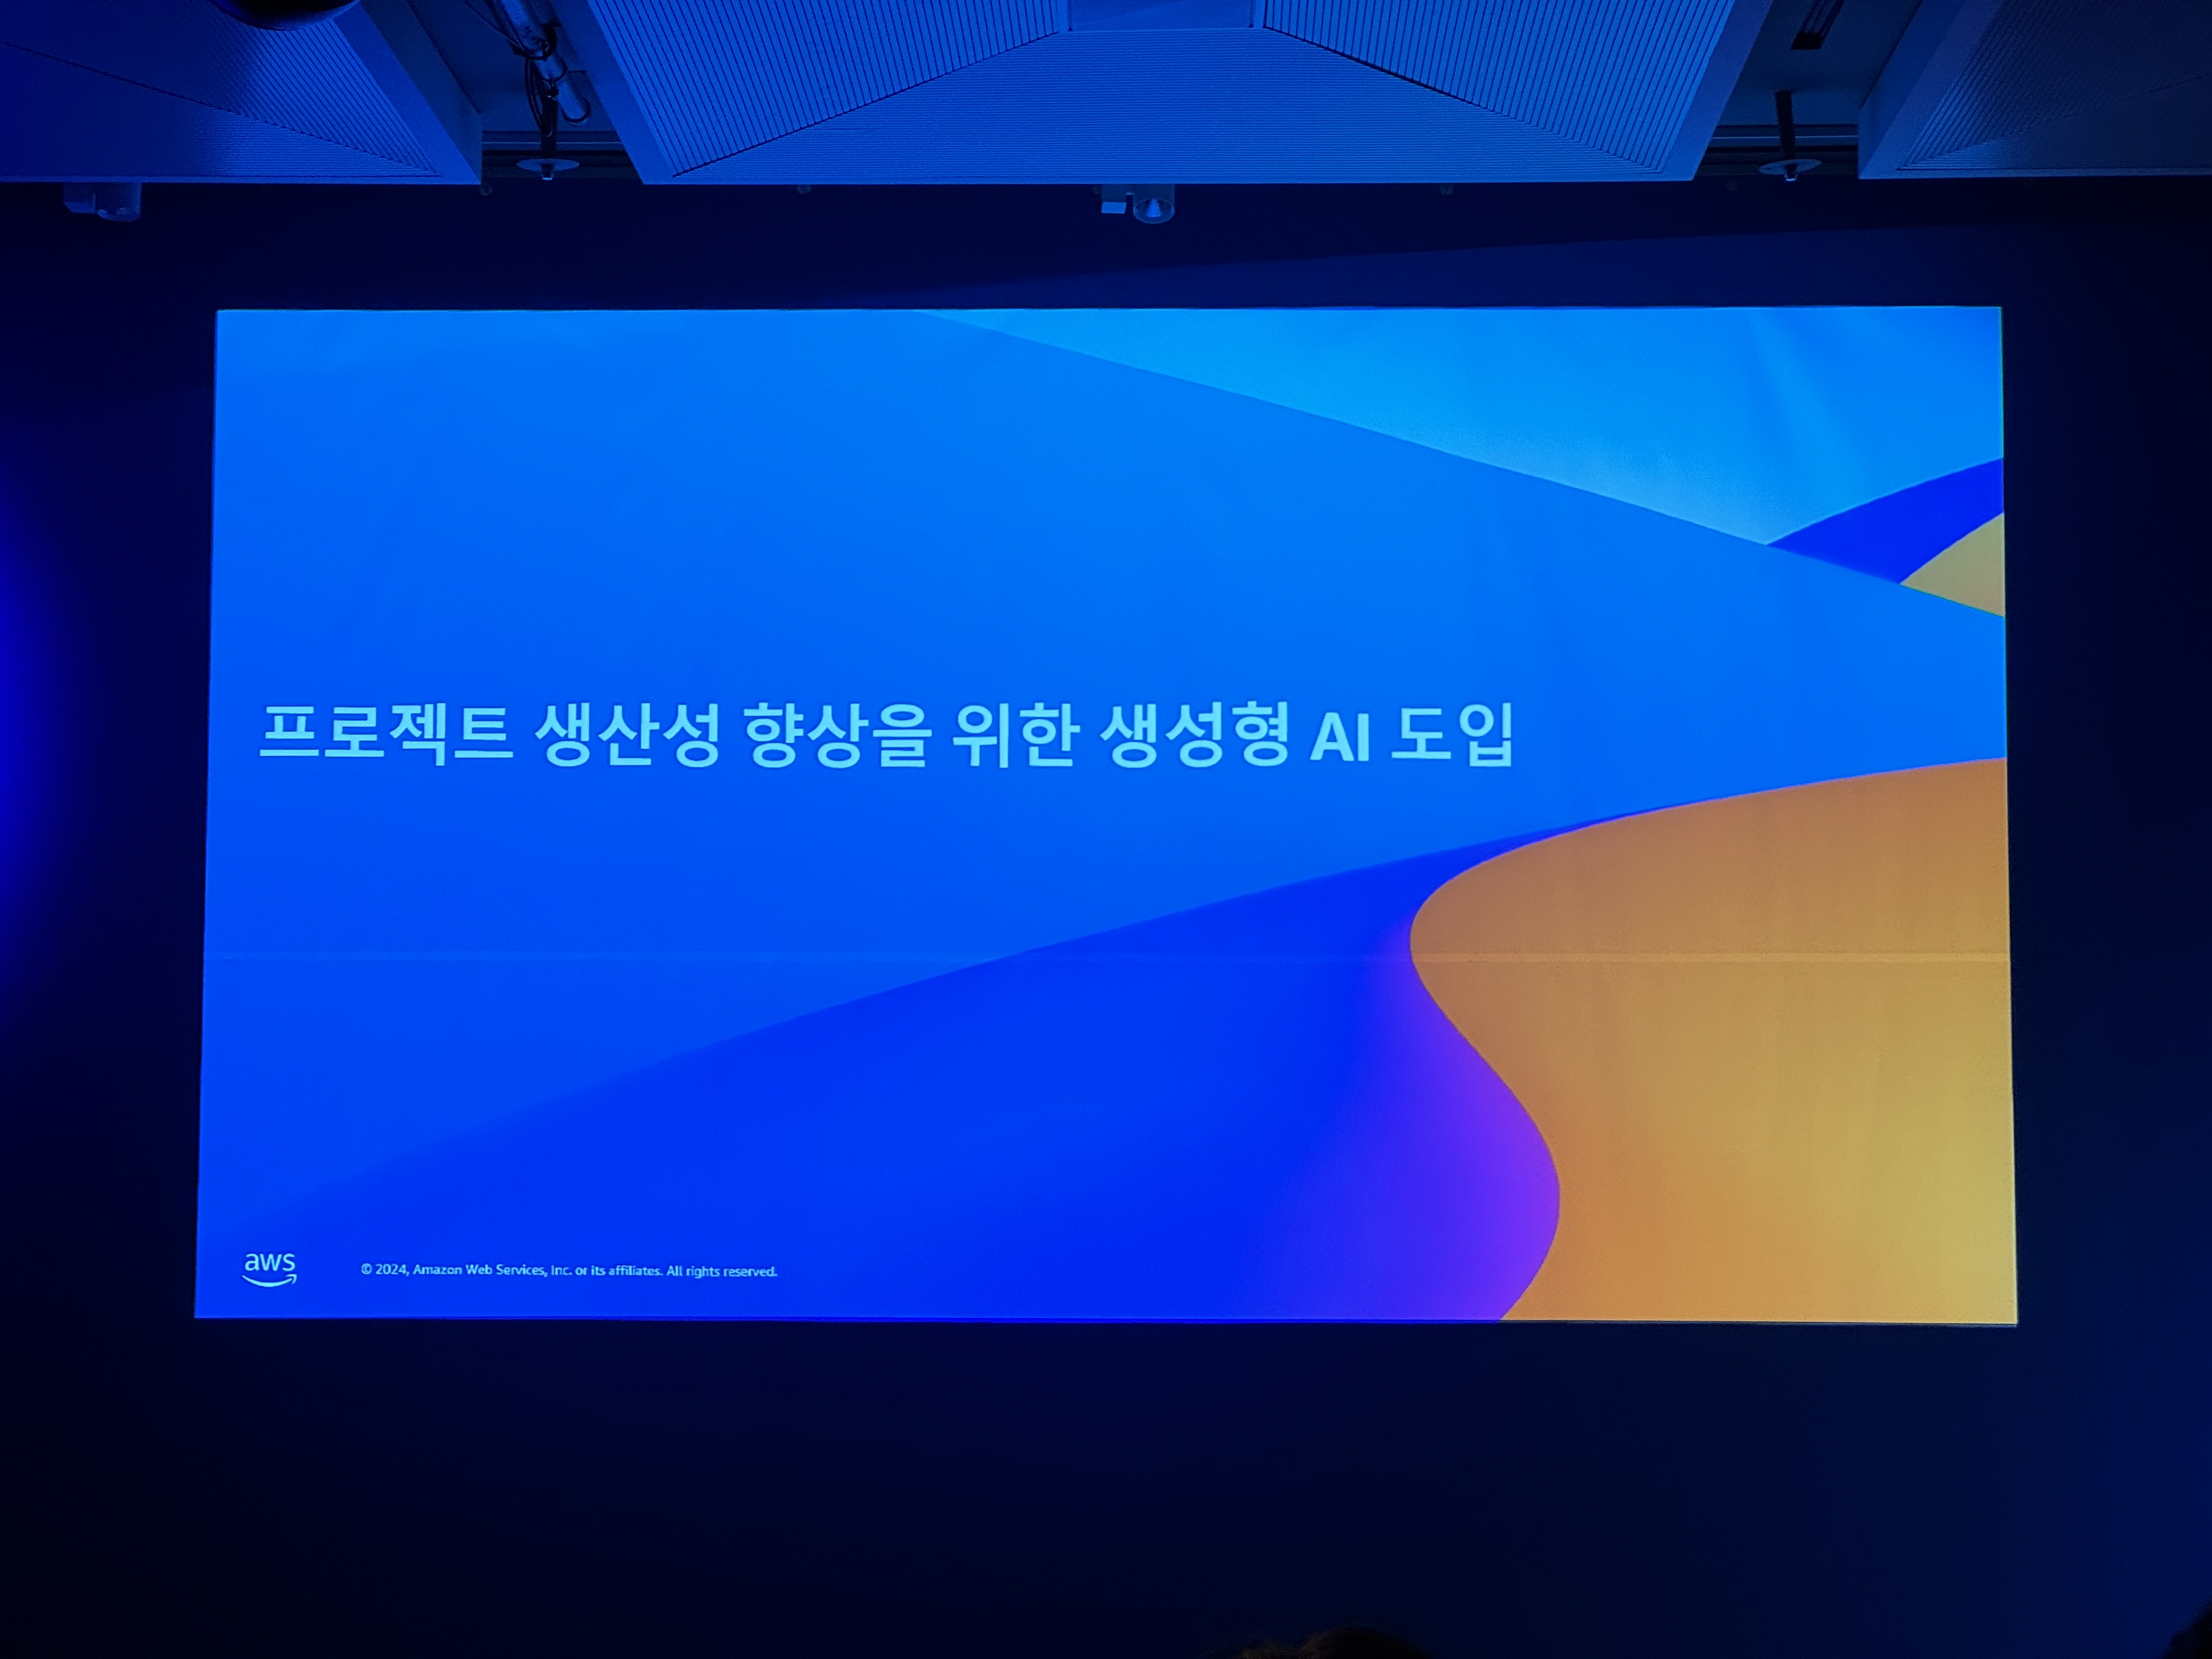 프로젝트 생산성 향상을 위한 생성형 AI 도입
aws
© 2024, Amazon Web Services, Inc. or its affiliates. All rights reserved.